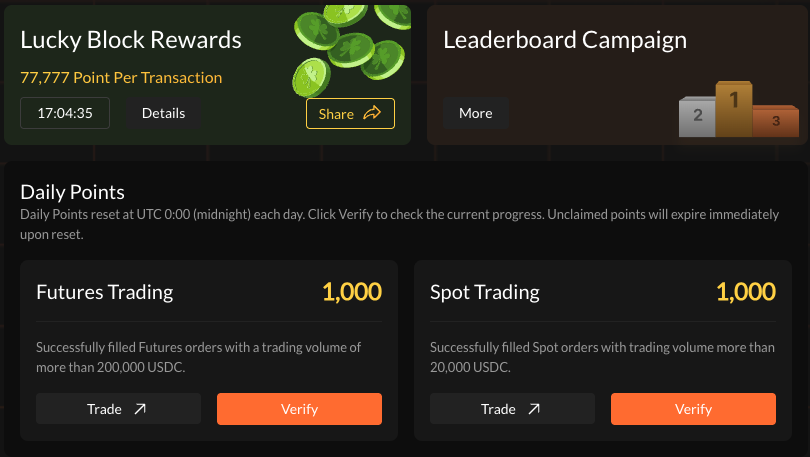 Lucky Block Rewards
77,777 Point Per Transaction
17:04:35
Details
Share
Leaderboard Campaign
More
2
1
3
Daily Points
Daily Points reset at UTC 0:00 (midnight) each day. Click Verify to check the current progress. Unclaimed points will expire immediately
upon reset.
Futures Trading
1,000
Successfully filled Futures orders with a trading volume of
more than 200,000 USDC.
Trade
Verify
Spot Trading
1,000
Successfully filled Spot orders with trading volume more than
20,000 USDC.
Trade
Verify